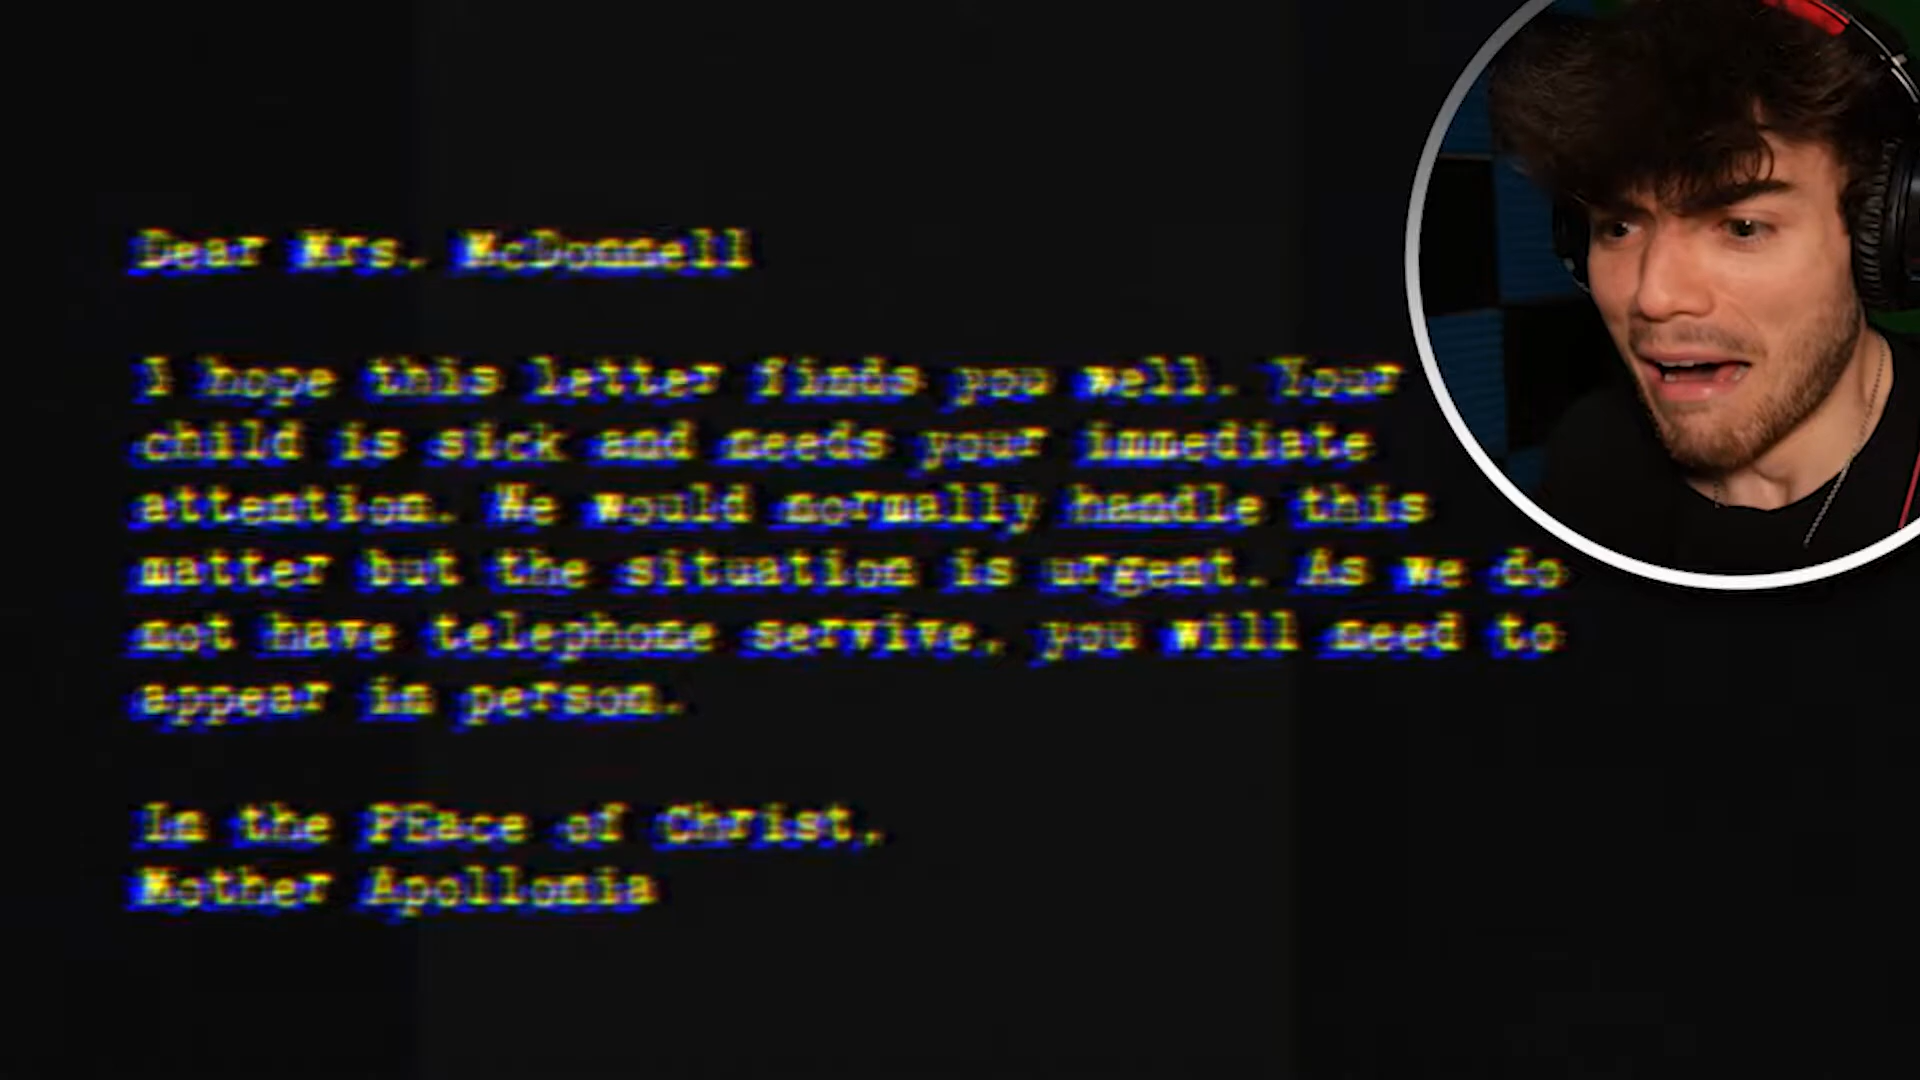 Dear Mrs. McDonnell
I hope this letter finds you well. Your
child is sick and needs your immediate
attention. We would normally handle this
matter but the situation is urgent. As we do
not have telephone servive, you will need to
appear in person.
In the PEace of Christ,
Mother Apollonia